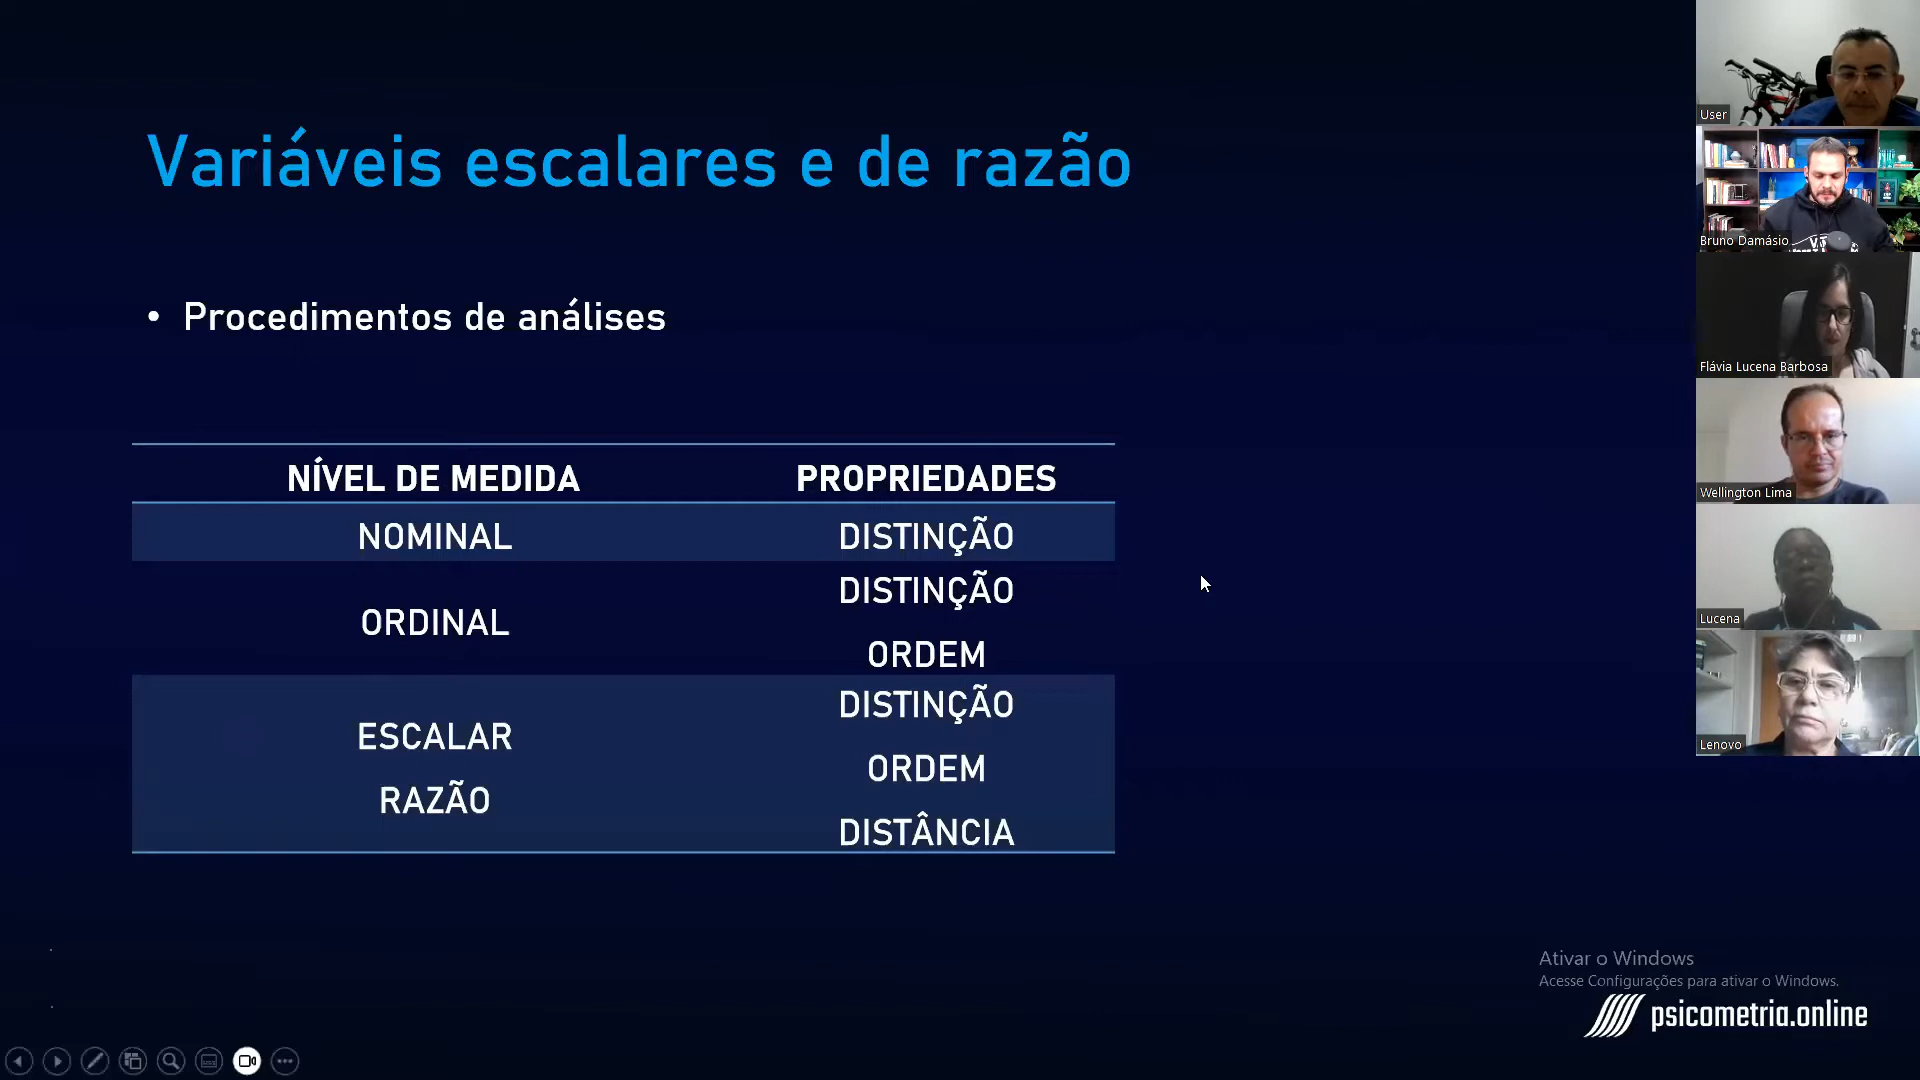 Variáveis escalares e de razão
• Procedimentos de análises
NÍVEL DE MEDIDA PROPRIEDADES
NOMINAL DISTINÇÃO
ORDINAL DISTINÇÃO
ORDEM
ESCALAR DISTINÇÃO
RAZÃO ORDEM
DISTÂNCIA
User
Bruno Damásio
Flávia Lucena Barbosa
Wellington Lima
Lucena
Lenovo
Ativar o Windows
Acesse Configurações para ativar o Windows.
psicometria.online